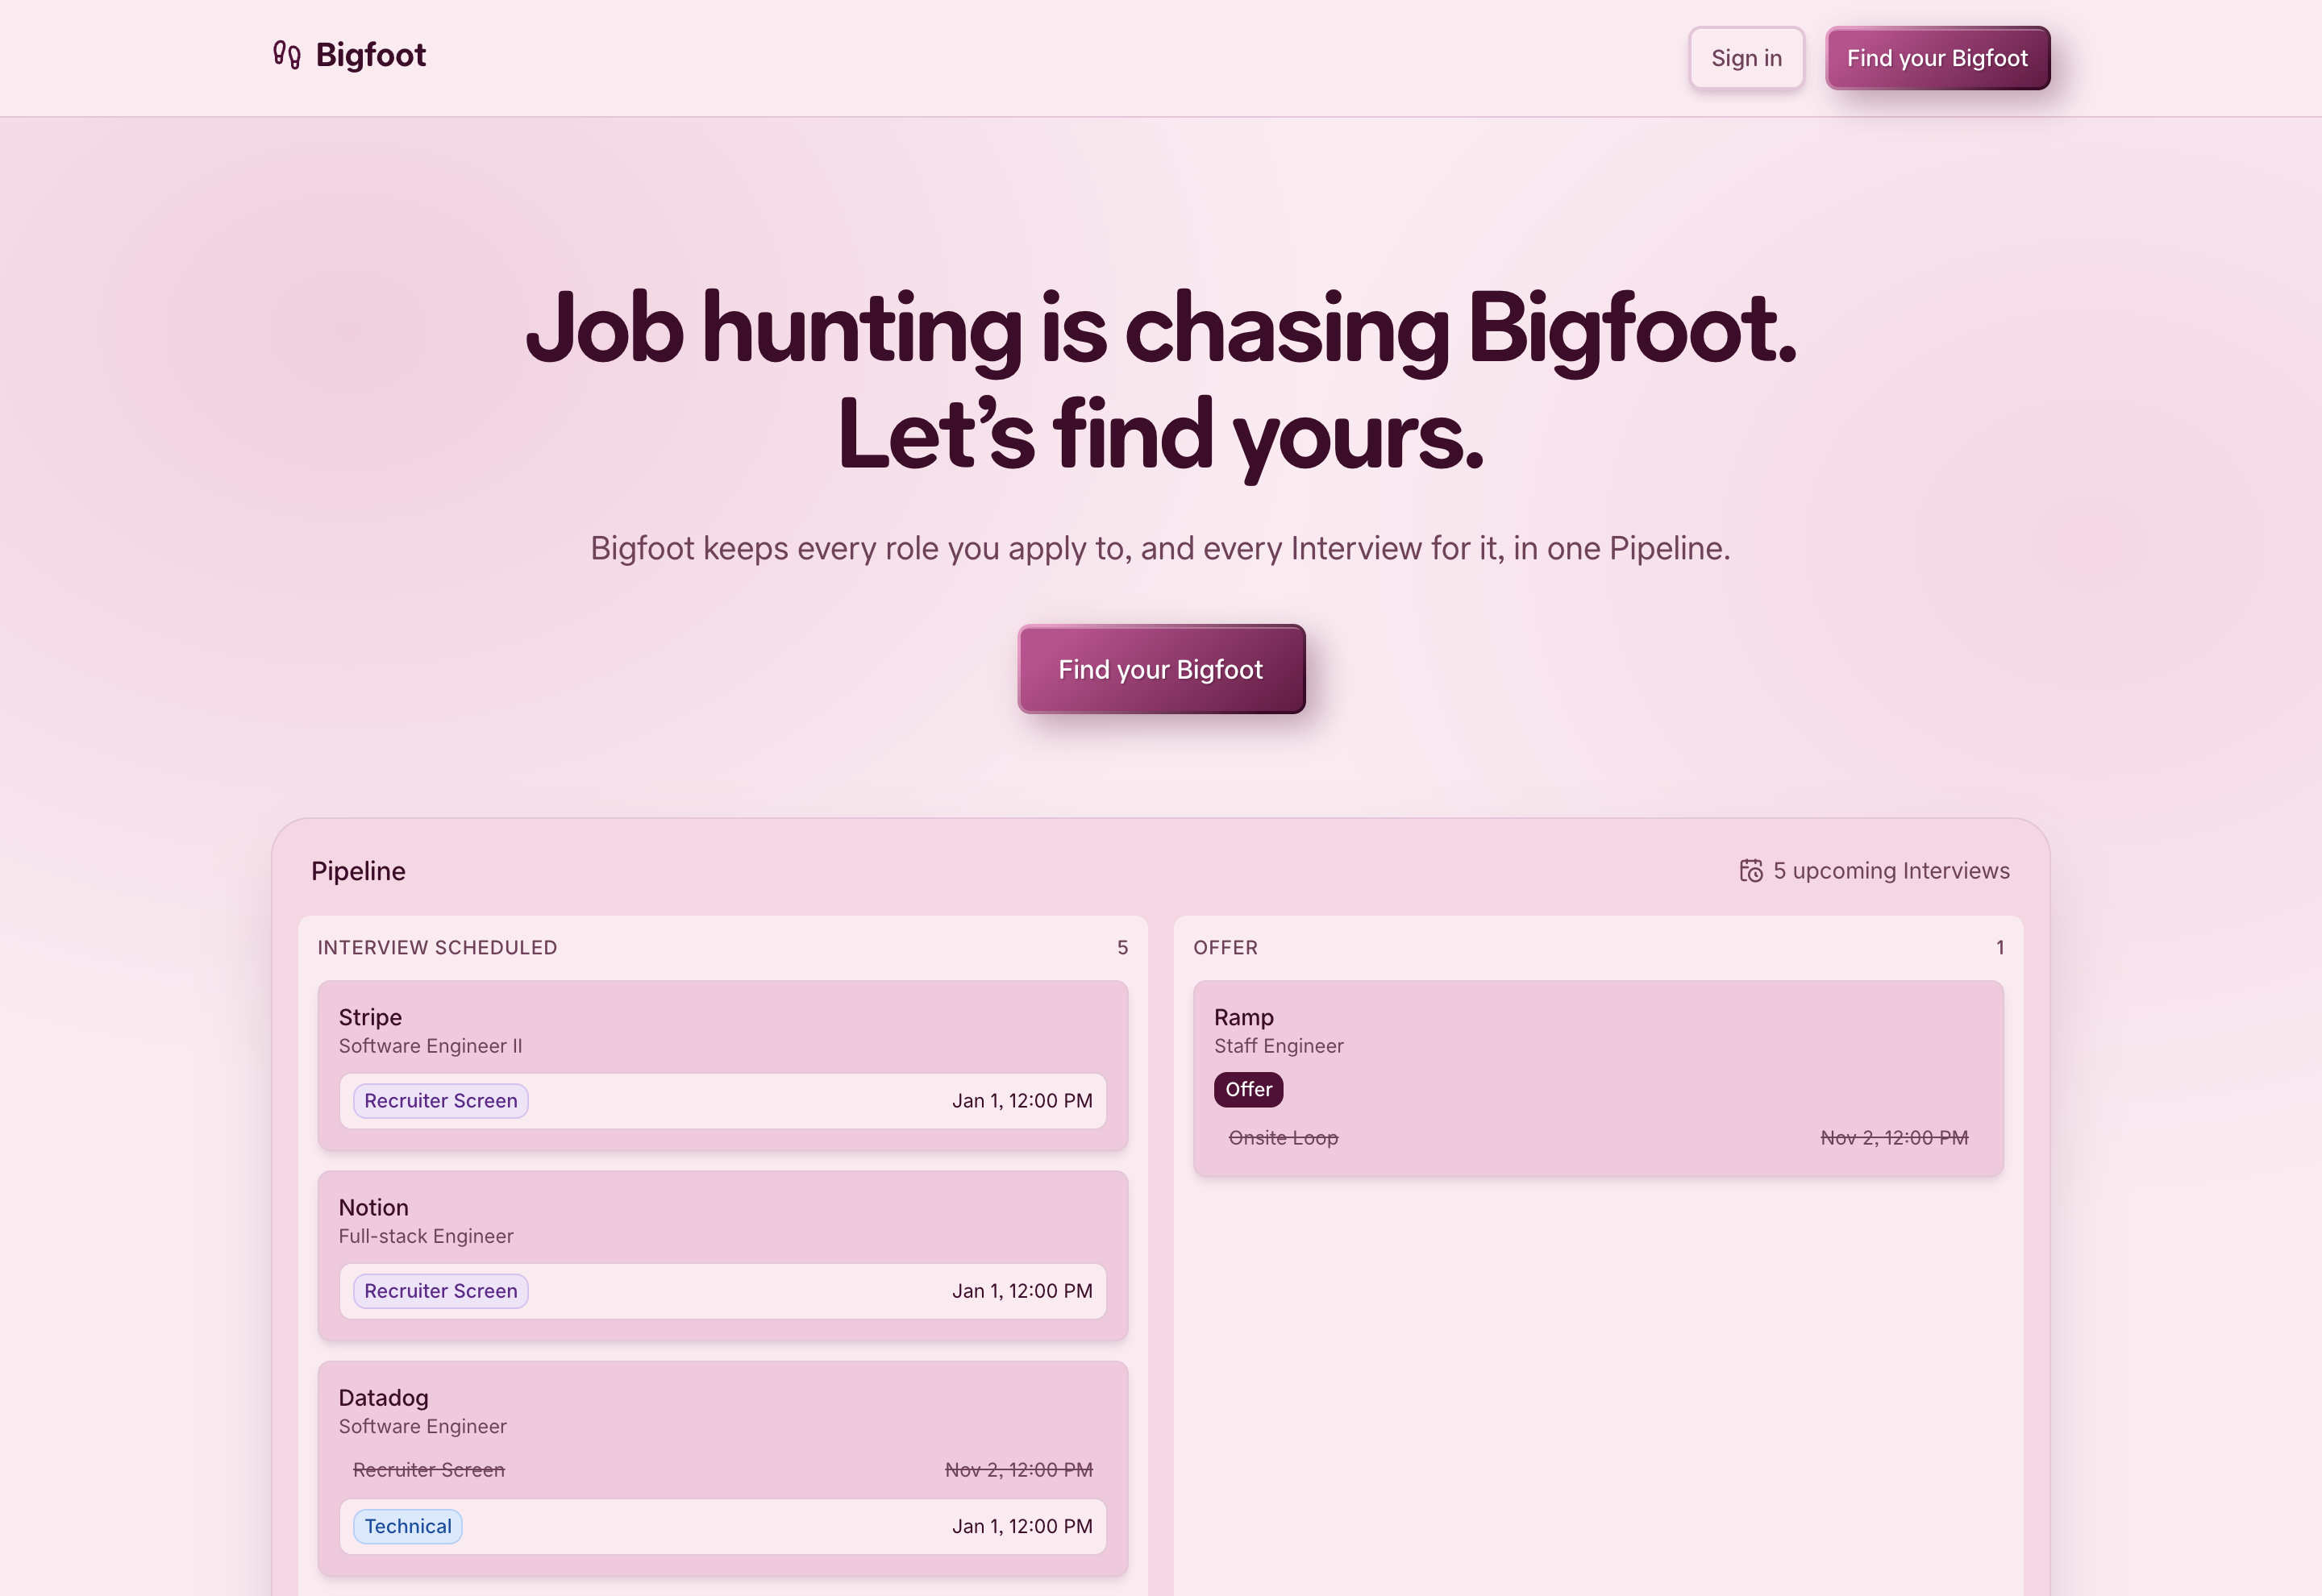 Bigfoot
Sign in
Find your Bigfoot
Job hunting is chasing Bigfoot.
Let’s find yours.
Bigfoot keeps every role you apply to, and every Interview for it, in one Pipeline.
Find your Bigfoot
Pipeline
5 upcoming Interviews
INTERVIEW SCHEDULED 5
Stripe
Software Engineer II
Recruiter Screen Jan 1, 12:00 PM
Notion
Full-stack Engineer
Recruiter Screen Jan 1, 12:00 PM
Datadog
Software Engineer
Recruiter Screen Nov 2, 12:00 PM
Technical Jan 1, 12:00 PM
OFFER 1
Ramp
Staff Engineer
Offer
Onsite Loop Nov 2, 12:00 PM